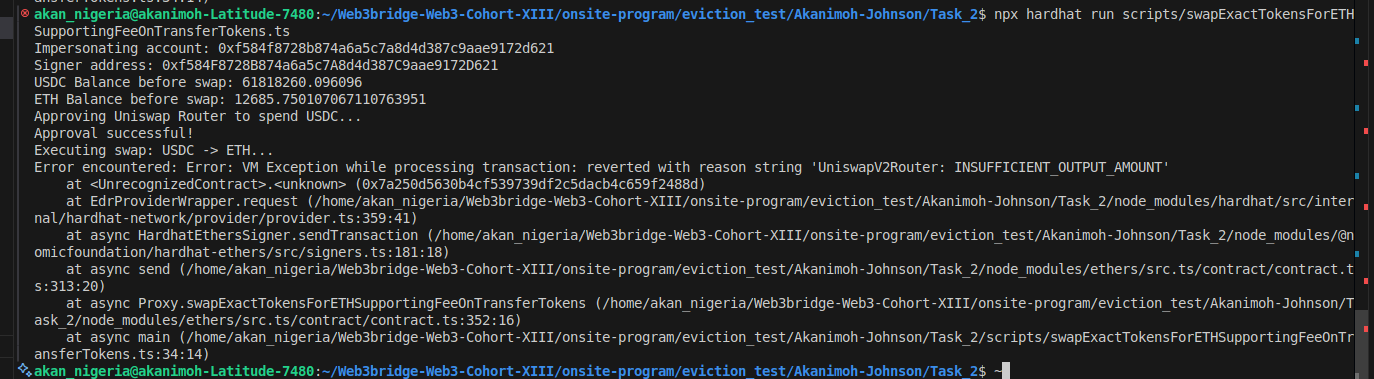 ansferTokens.ts:34:14)
akan_nigeria@akanimoh-Latitude-7480:~/Web3bridge-Web3-Cohort-XIII/onsite-program/eviction_test/Akanimoh-Johnson/Task_2$ npx hardhat run scripts/swapExactTokensForETH
SupportingFeeOnTransferTokens.ts
Impersonating account: 0xf584f8728b874a6a5c7a8d4d387c9aae9172d621
Signer address: 0xf584F8728B874a6a5c7A8d4d387C9aae9172D621
USDC Balance before swap: 61818260.096096
ETH Balance before swap: 12685.750107067110763951
Approving Uniswap Router to spend USDC...
Approval successful!
Executing swap: USDC -> ETH...
Error encountered: Error: VM Exception while processing transaction: reverted with reason string 'UniswapV2Router: INSUFFICIENT_OUTPUT_AMOUNT'
    at <UnrecognizedContract>.<unknown> (0x7a250d5630b4cf539739df2c5dacb4c659f2488d)
    at EdrProviderWrapper.request (/home/akan_nigeria/Web3bridge-Web3-Cohort-XIII/onsite-program/eviction_test/Akanimoh-Johnson/Task_2/node_modules/hardhat/src/inter
nal/hardhat-network/provider/provider.ts:359:41)
    at async HardhatEthersSigner.sendTransaction (/home/akan_nigeria/Web3bridge-Web3-Cohort-XIII/onsite-program/eviction_test/Akanimoh-Johnson/Task_2/node_modules/@n
omicfoundation/hardhat-ethers/src/signers.ts:181:18)
    at async send (/home/akan_nigeria/Web3bridge-Web3-Cohort-XIII/onsite-program/eviction_test/Akanimoh-Johnson/Task_2/node_modules/ethers/src.ts/contract/contract.t
s:313:20)
    at async Proxy.swapExactTokensForETHSupportingFeeOnTransferTokens (/home/akan_nigeria/Web3bridge-Web3-Cohort-XIII/onsite-program/eviction_test/Akanimoh-Johnson/T
ask_2/node_modules/ethers/src.ts/contract/contract.ts:352:16)
    at async main (/home/akan_nigeria/Web3bridge-Web3-Cohort-XIII/onsite-program/eviction_test/Akanimoh-Johnson/Task_2/scripts/swapExactTokensForETHSupportingFeeOnTr
ansferTokens.ts:34:14)
akan_nigeria@akanimoh-Latitude-7480:~/Web3bridge-Web3-Cohort-XIII/onsite-program/eviction_test/Akanimoh-Johnson/Task_2$ ~